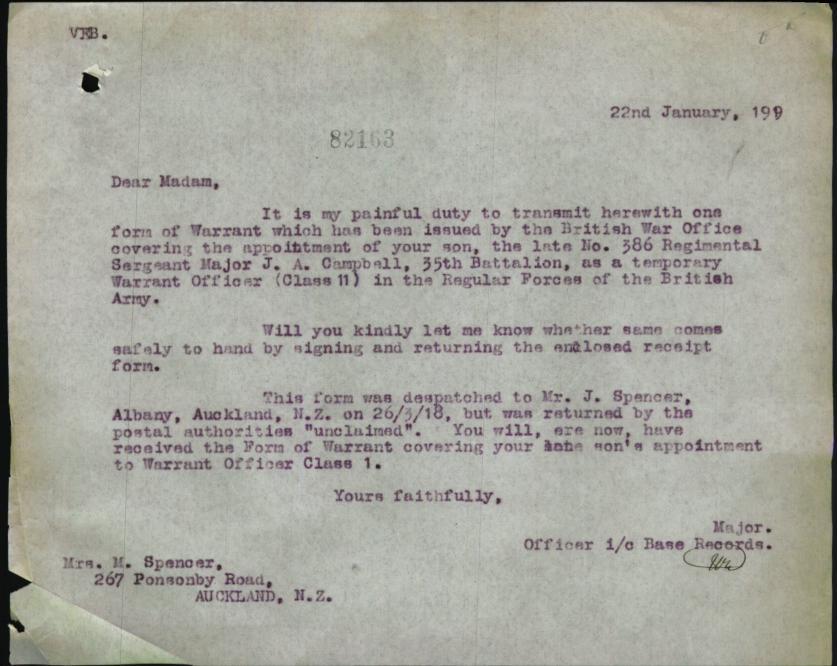 VEB.
22nd January, 199
82163
Dear Madam,
It is my painful duty to transmit herewith one
form of Warrant which has been issued by the British War Office
covering the appointment of your son, the late No. 386 Regimental
Sergeant Major J. A. Campbell, 35th Battalion, as a temporary
Warrant Officer (Class 11) in the Regular Forces of the British
Army.
Will you kindly let me know whether same comes
safely to hand by signing and returning the enclosed receipt
form.
This form was despatched to Mr. J. Spencer,
Albany, Auckland, N.Z. on 26/3/18, but was returned by the
postal authorities "unclaimed". You will, ere now, have
received the Form of Warrant covering your son's appointment
to Warrant Officer Class 1.
Yours faithfully,
Major.
Officer i/c Base Records.
Mrs. M. Spencer,
267 Ponsonby Road,
AUCKLAND, N.Z.